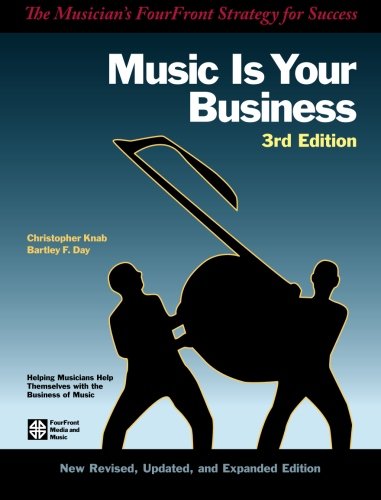 The Musician's FourFront Strategy for Success
Music Is Your
Business
3rd Edition
Christopher Knab
Bartley F. Day
Helping Musicians Help
Themselves with the
Business of Music
FourFront
Media and
Music
New Revised, Updated, and Expanded Edition